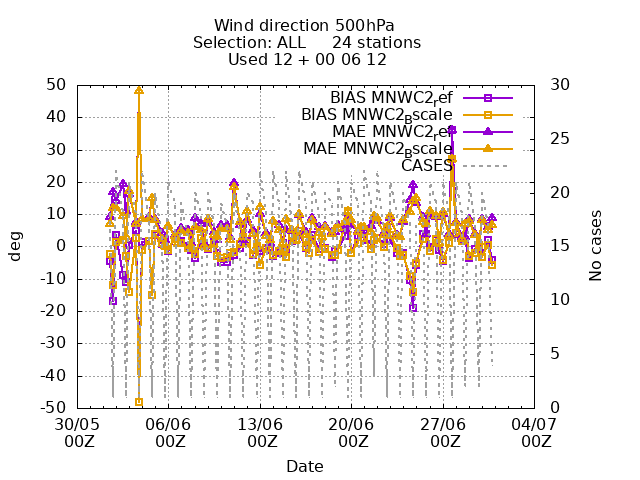 Wind direction 500hPa
Selection: ALL 24 stations
Used 12 + 00 06 12
50 40 30 20 10 0 -10 -20 -30 -40 -50
deg
30 25 20 15 10 5 0
No cases
BIAS MNWC2_ref
BIAS MNWC2_Bscale
MAE MNWC2_ref
MAE MNWC2_Bscale
CASES
30/05 06/06 13/06 20/06 27/06 04/07
00Z 00Z 00Z 00Z 00Z 00Z
Date